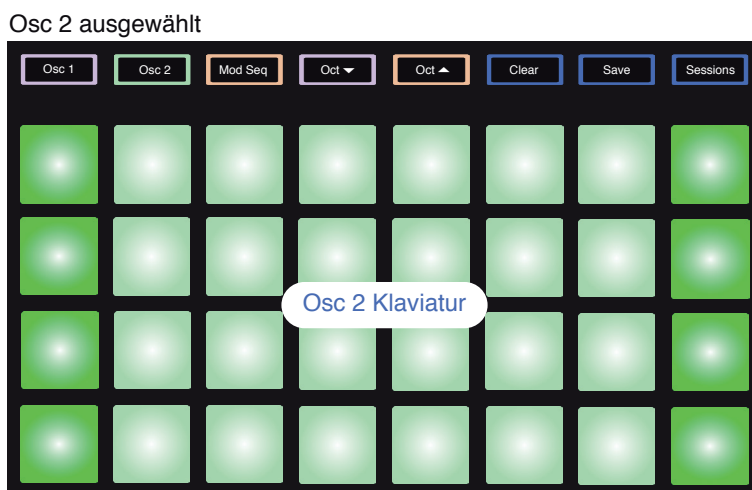 Osc 2 ausgewählt
Osc 1 Osc 2 Mod Seq Oct Oct Clear Save Sessions
Osc 2 Klaviatur